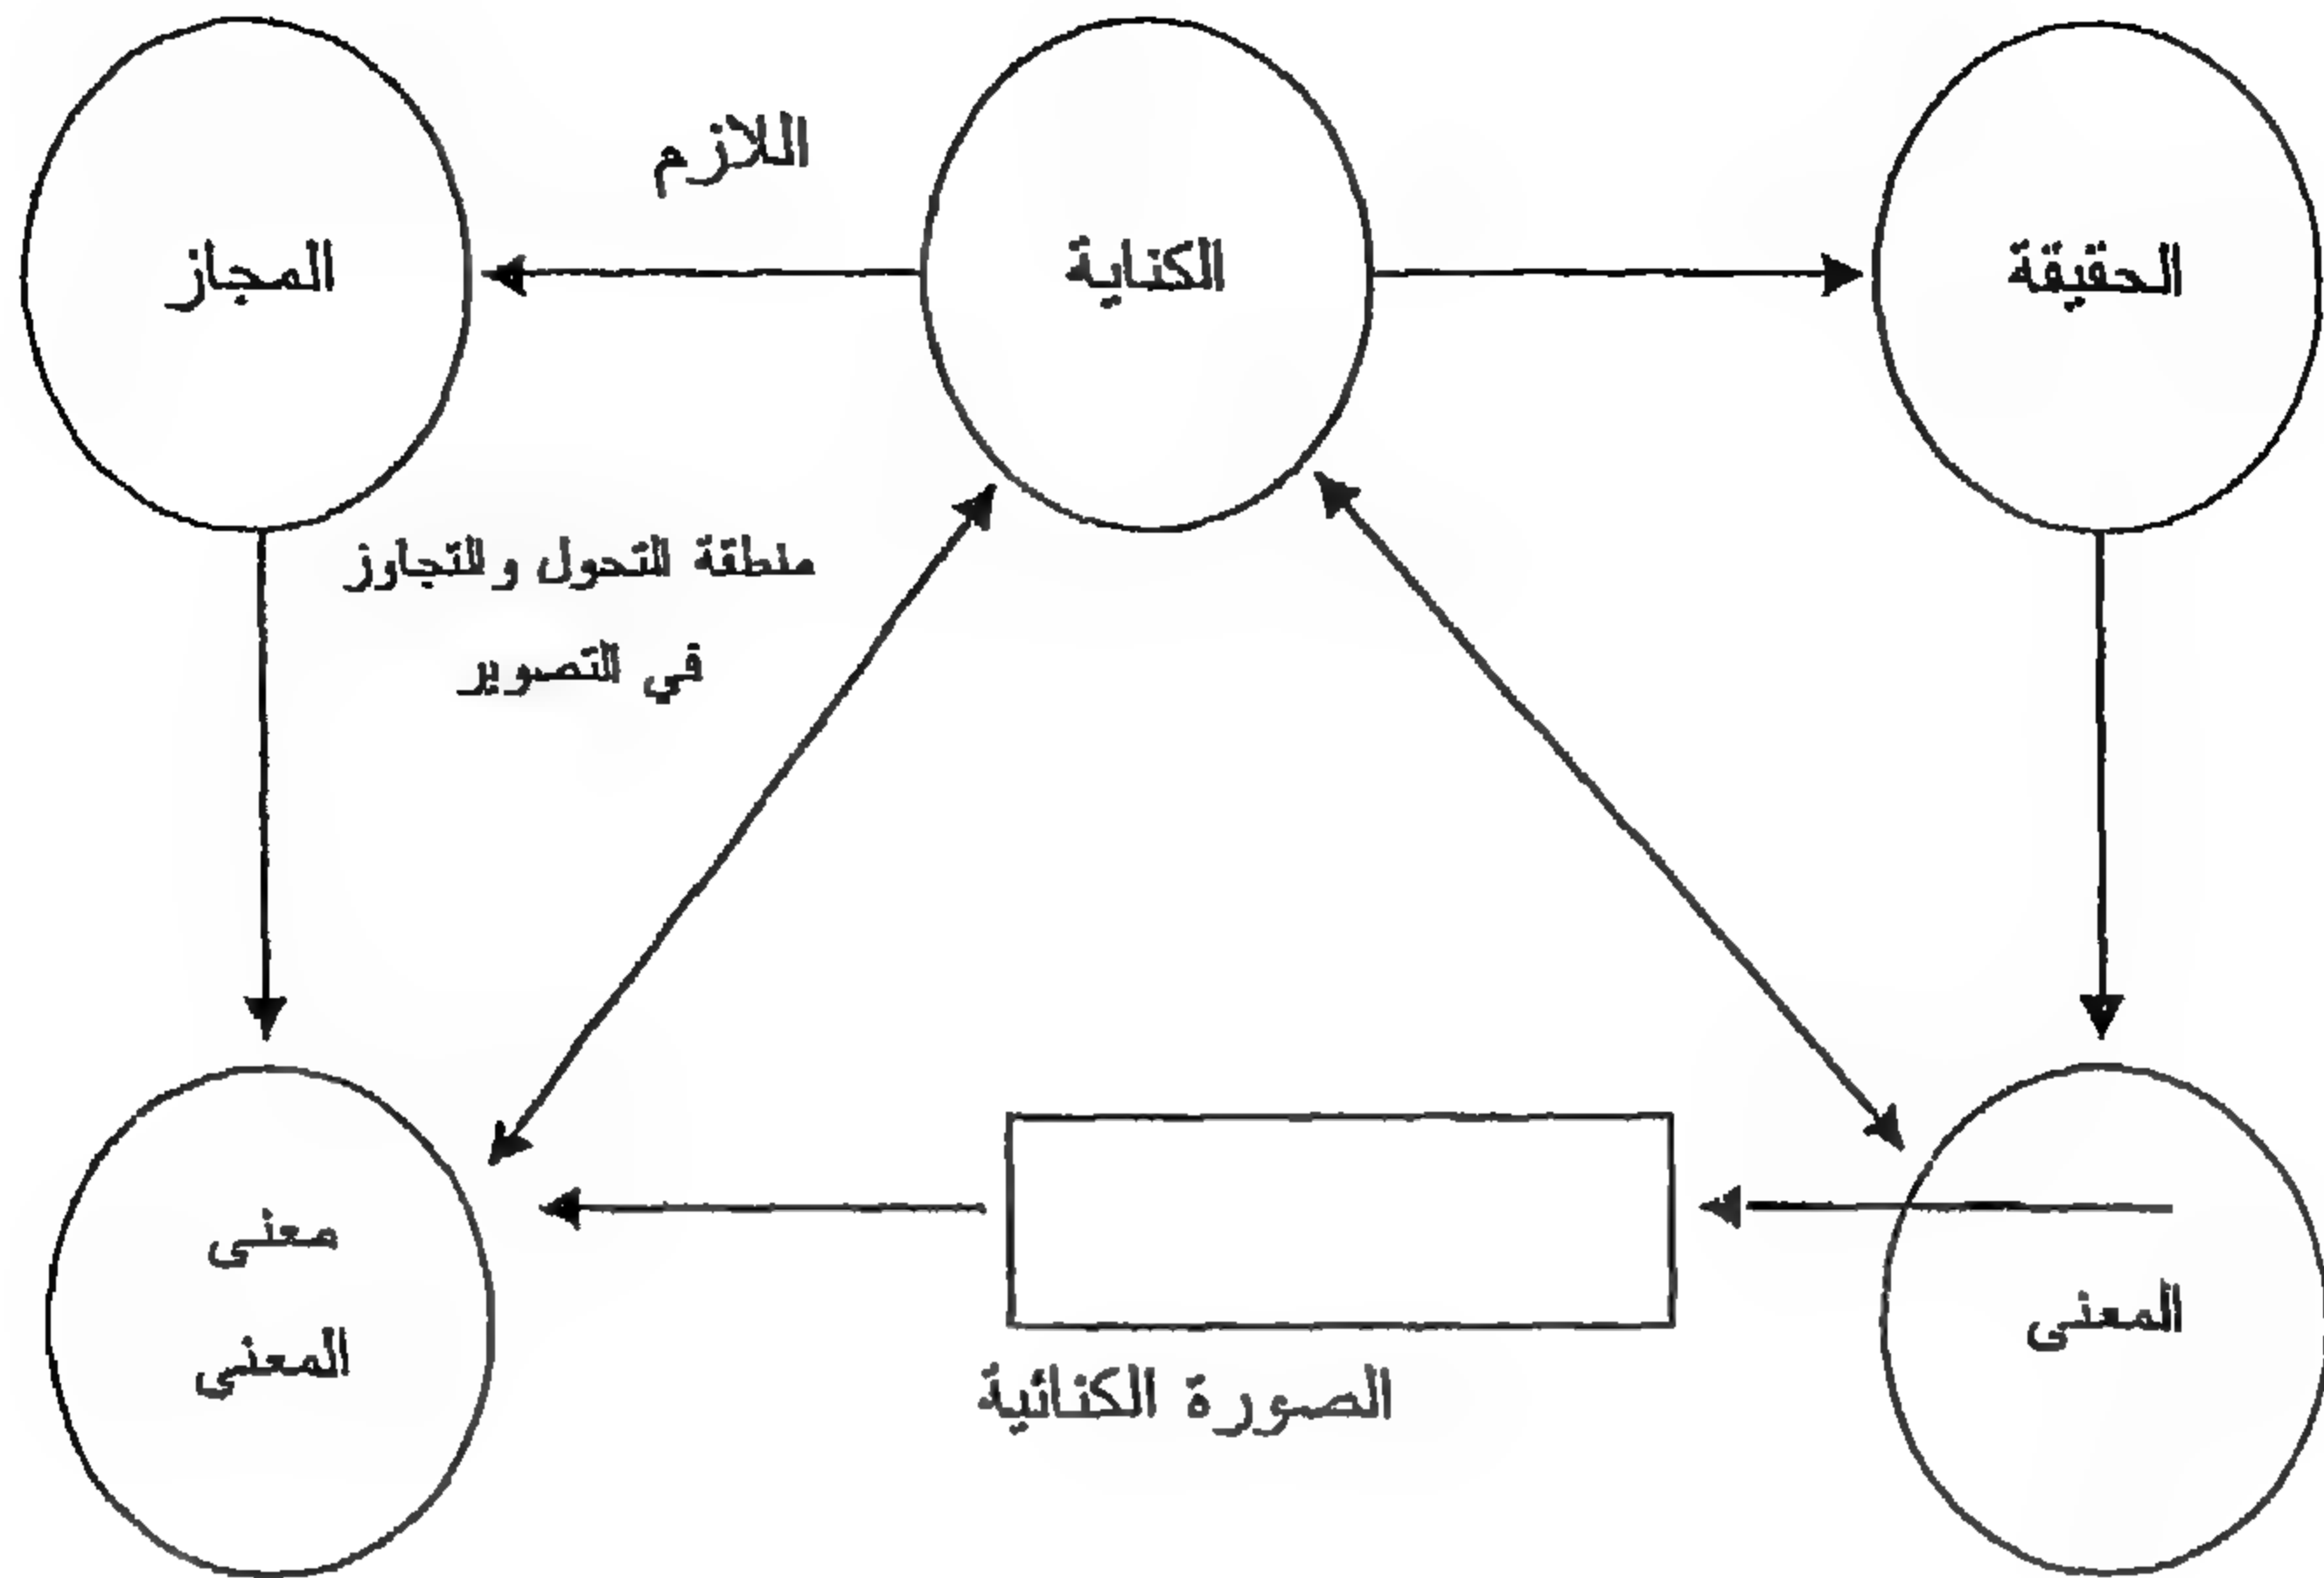 الحقيقة
الكناية
اللازم
المجاز
منطقة التحول والتجاوز
في التصوير
المعنى
الصورة الكنائية
معنى
المعنى